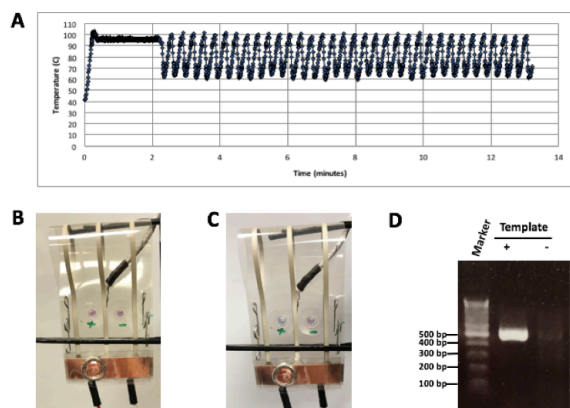 A
Temperature (C)
110
100
90
80
70
60
50
40
30
20
10
0
0 2 4 6 8 10 12 14
Time (minutes)
B
C
D
Marker
Template
+ -
500 bp
400 bp
300 bp
200 bp
100 bp
+ -
+ -